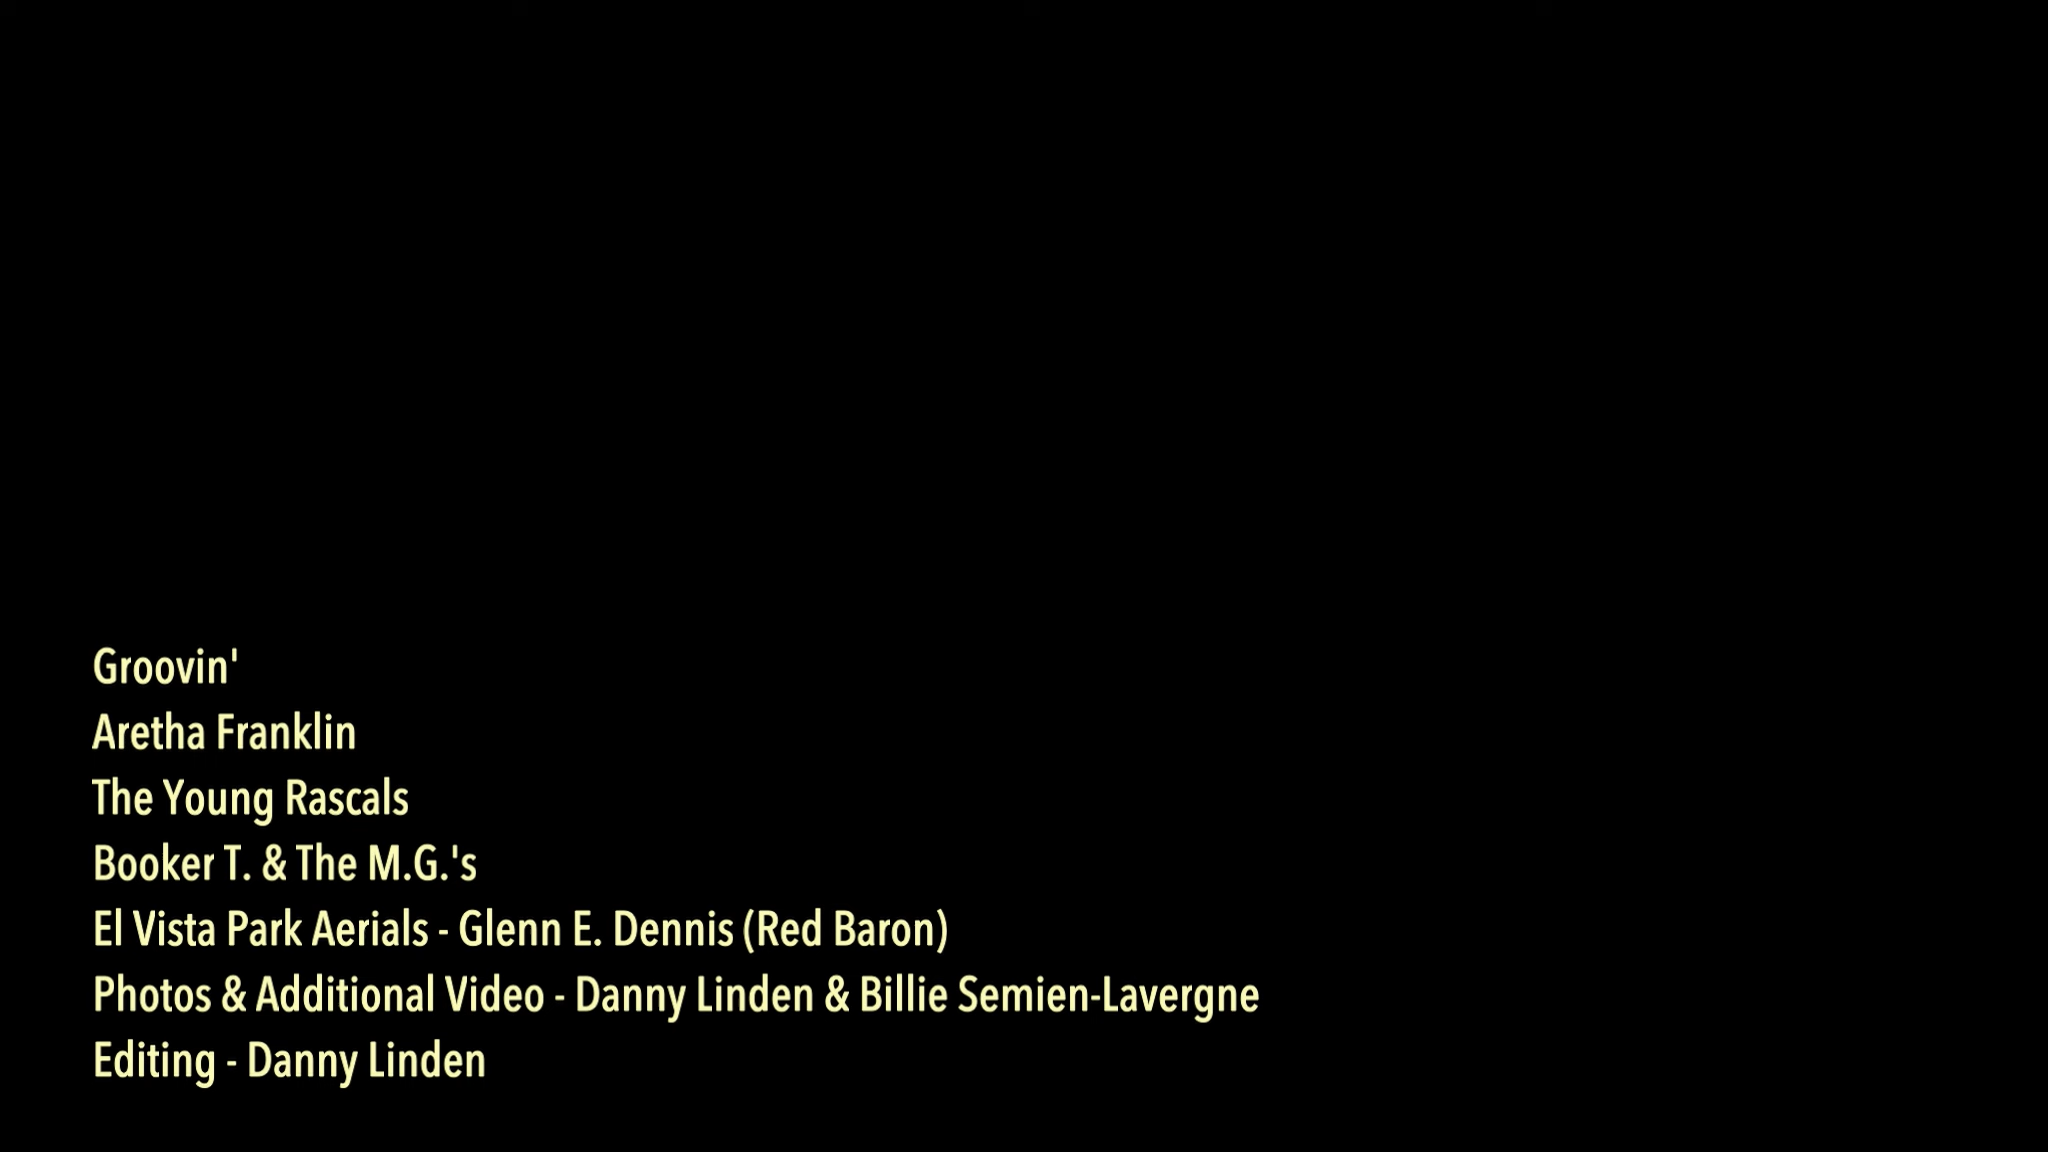 Groovin'
Aretha Franklin
The Young Rascals
Booker T. & The M.G.'s
El Vista Park Aerials - Glenn E. Dennis (Red Baron)
Photos & Additional Video - Danny Linden & Billie Semien-Lavergne
Editing - Danny Linden